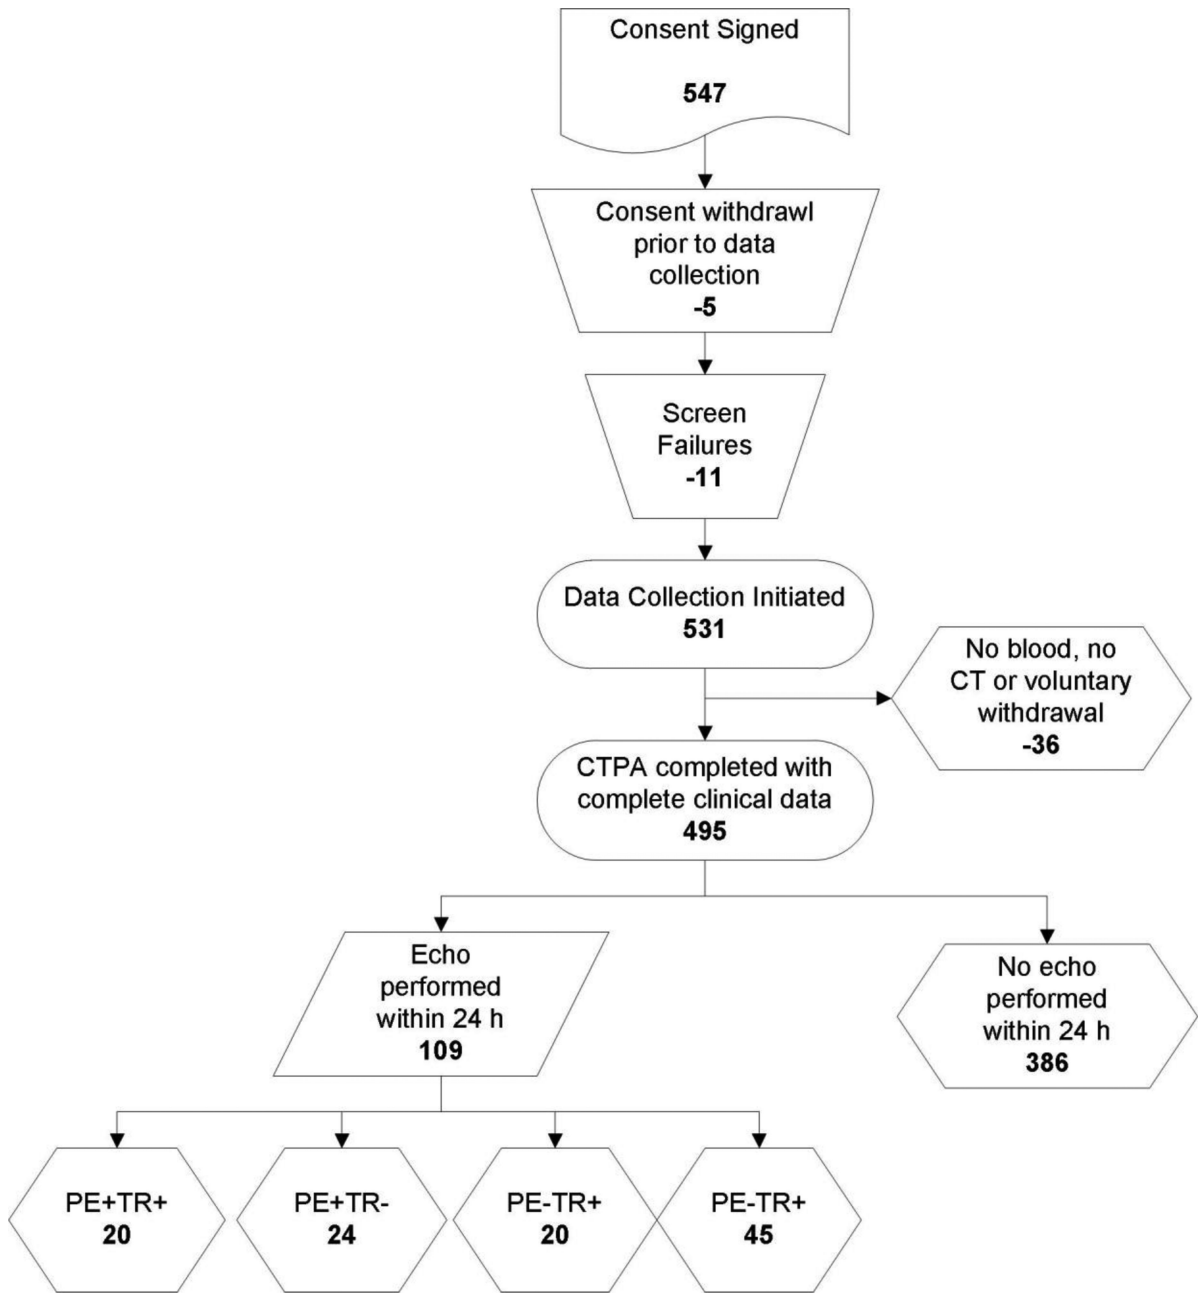 Consent Signed
547
Consent withdrawl
prior to data
collection
-5
Screen
Failures
-11
Data Collection Initiated
531
No blood, no
CT or voluntary
withdrawal
-36
CTPA completed with
complete clinical data
495
Echo
performed
within 24 h
109
No echo
performed
within 24 h
386
PE+TR+
20
PE+TR-
24
PE-TR+
20
PE-TR+
45